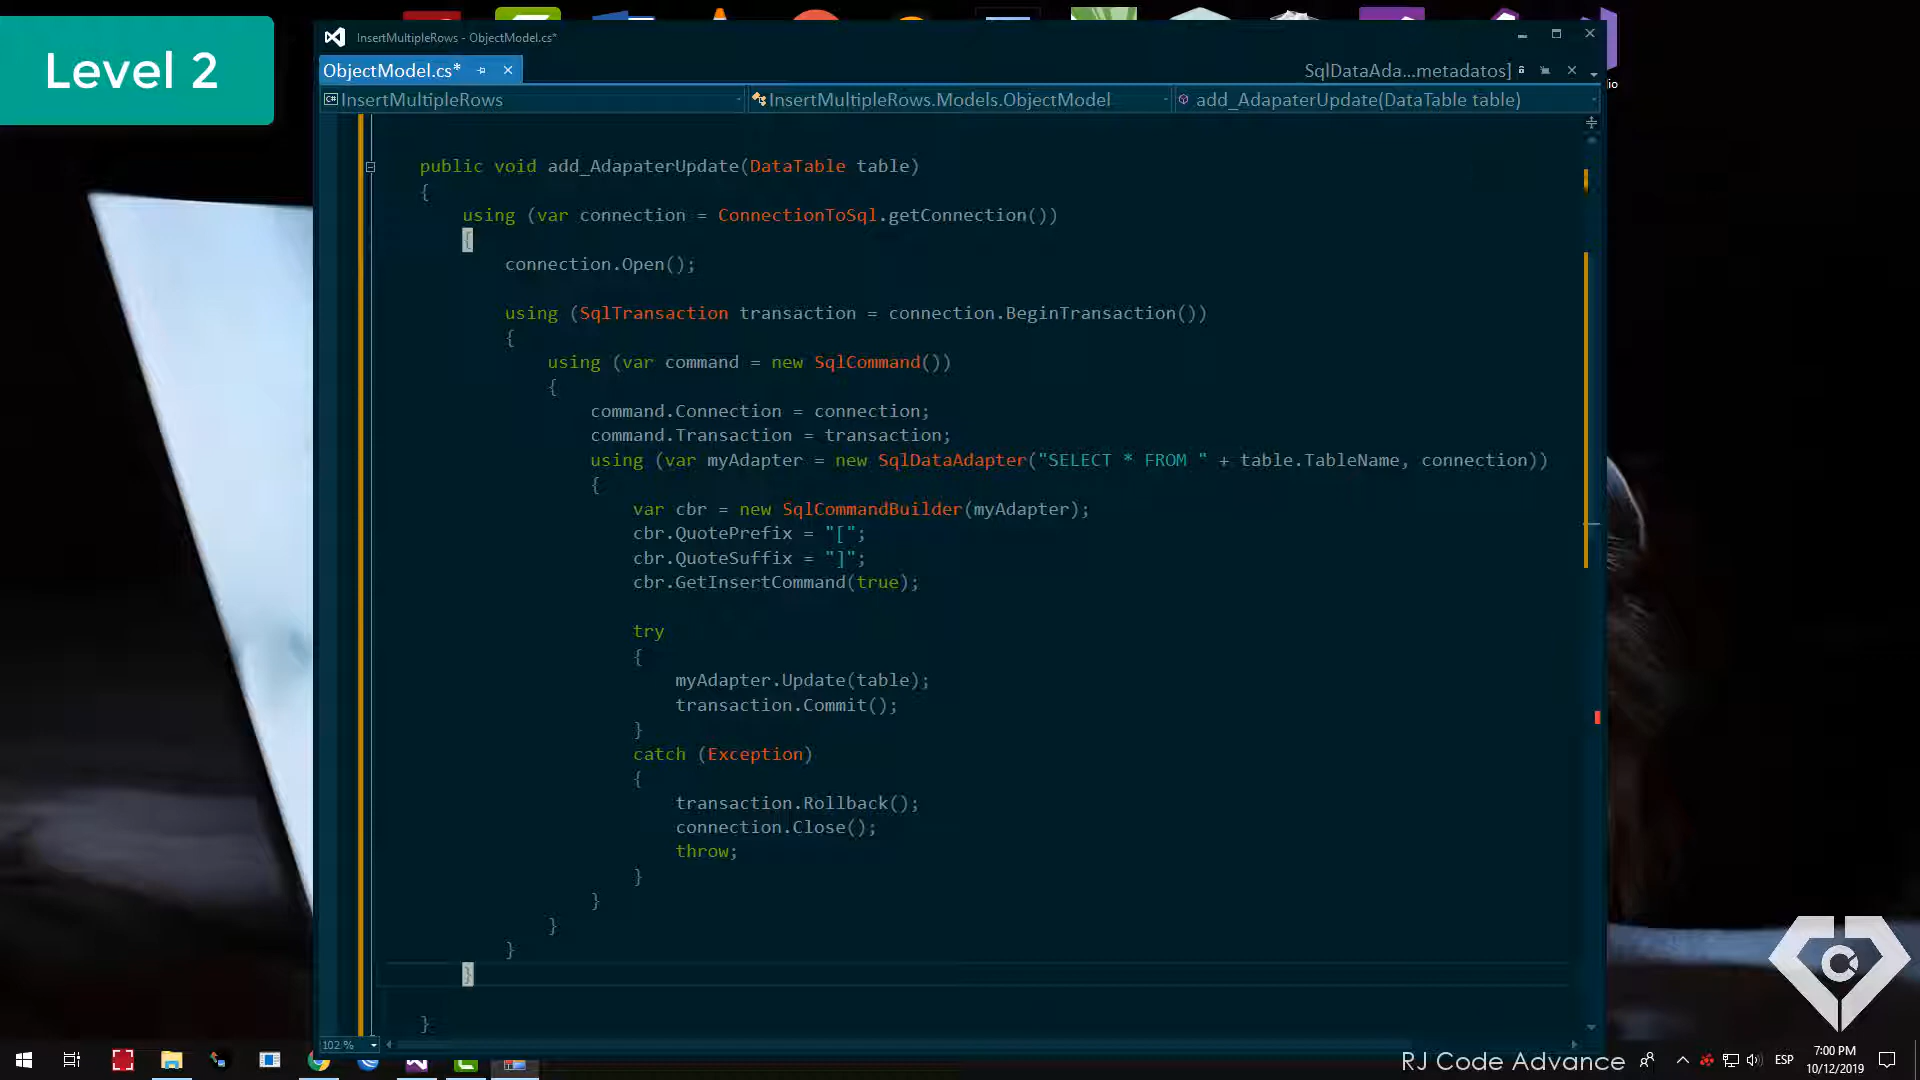 Level 2
InsertMultipleRows - ObjectModel.cs*
ObjectModel.cs*
SqlDataAda...metadatos]
InsertMultipleRows
InsertMultipleRows.Models.ObjectModel
add_AdapaterUpdate(DataTable table)
io
public void add_AdapaterUpdate(DataTable table)
{
using (var connection = ConnectionToSql.getConnection())
{
connection.Open();
using (SqlTransaction transaction = connection.BeginTransaction())
{
using (var command = new SqlCommand())
{
command.Connection = connection;
command.Transaction = transaction;
using (var myAdapter = new SqlDataAdapter("SELECT * FROM " + table.TableName, connection))
{
var cbr = new SqlCommandBuilder(myAdapter);
cbr.QuotePrefix = "[";
cbr.QuoteSuffix = "]";
cbr.GetInsertCommand(true);
try
{
myAdapter.Update(table);
transaction.Commit();
}
catch (Exception)
{
transaction.Rollback();
connection.Close();
throw;
}
}
}
}
}
}
102 %
RJ Code Advance
ESP
7:00 PM
10/12/2019